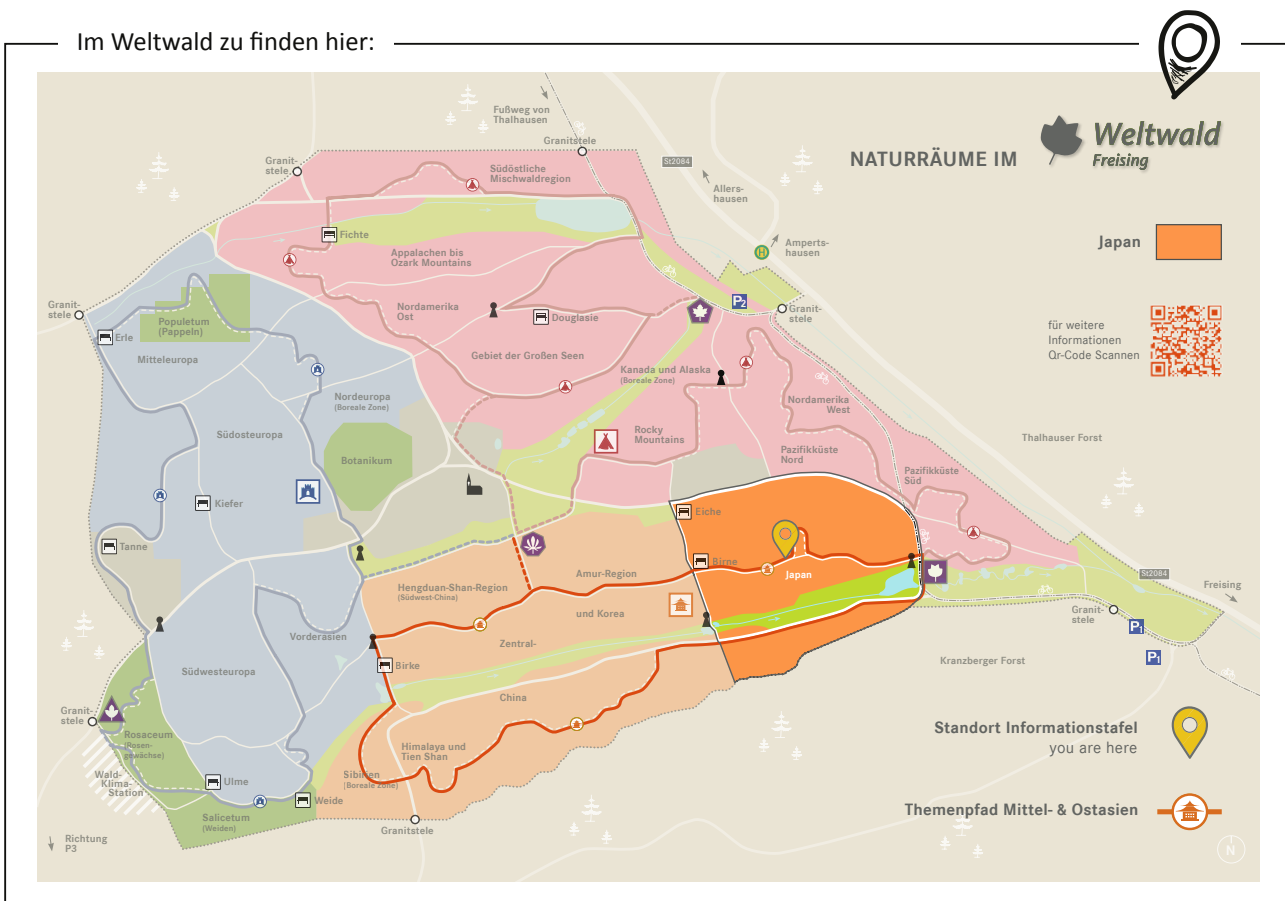 Im Weltwald zu finden hier:
Fußweg von
Thalhausen
Granitstele
Granit-
stele
St2084
NATURRÄUME IM
Weltwald
Freising
Südöstliche
Mischwaldregion
Allers-
hausen
Fichte
Amperts-
hausen
H
Japan
Appalachen bis
Ozark Mountains
Granit-
stele
Populetum
(Pappeln)
Nordamerika
Ost
Douglasie
P2
Granit-
stele
für weitere
Informationen
Qr-Code Scannen
Erle
Mitteleuropa
Gebiet der Großen Seen
Kanada und Alaska
(Boreale Zone)
Nordeuropa
(Boreale Zone)
Nordamerika
West
Südosteuropa
Rocky
Mountains
Thalhauser Forst
Botanikum
Pazifikküste
Nord
Pazifikküste
Süd
Kiefer
Eiche
Tanne
Birne
Japan
Amur-Region
Hengduan-Shan-Region
(Südwest-China)
St2084
Freising
und Korea
Granit-
stele
P1
Vorderasien
Zentral-
Birke
Kranzberger Forst
P1
Südwesteuropa
China
Granit-
stele
Rosaceum
(Rosen-
gewächse)
Standort Informationstafel
you are here
Himalaya und
Tien Shan
Wald-
Klima-
Station
Ulme
Sibirien
(Boreale Zone)
Weide
Themenpfad Mittel- & Ostasien
Salicetum
(Weiden)
Granitstele
Richtung
P3
N